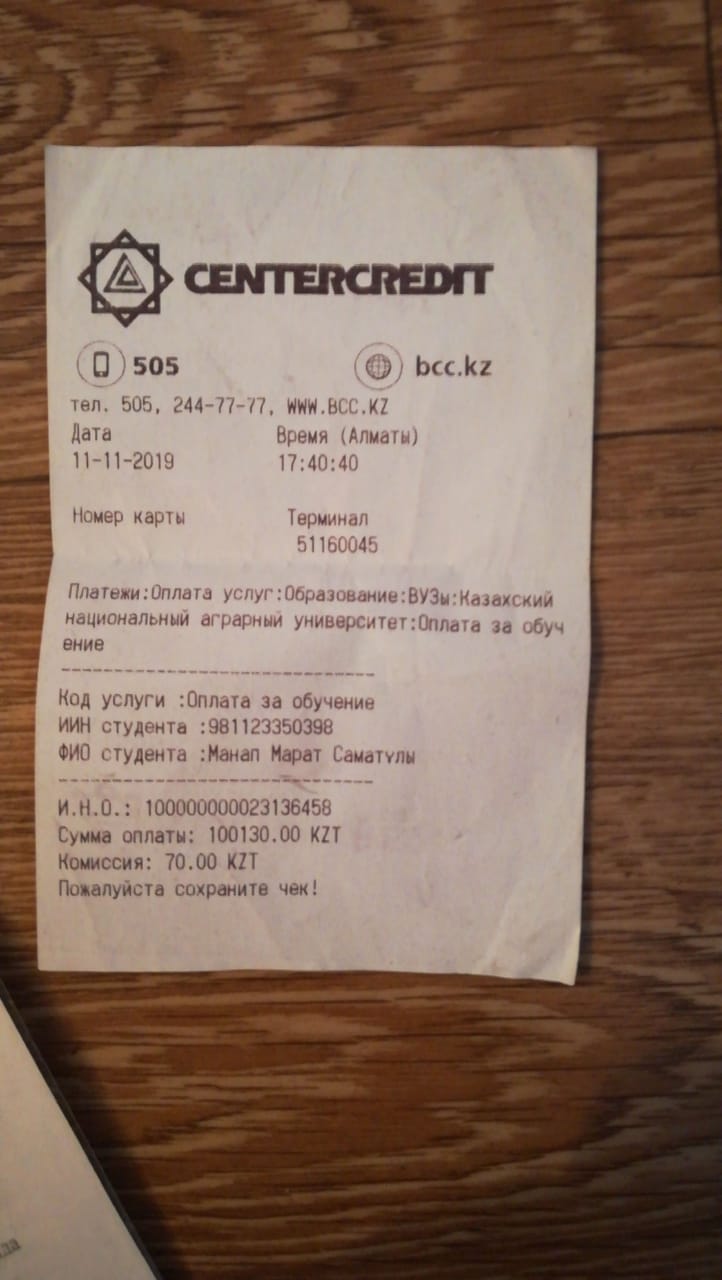 CENTERCREDIT
505 bcc.kz
тел. 505, 244-77-77, WWW.BCC.KZ
Дата Время (Алматы)
11-11-2019 17:40:40
Номер карты Терминал
51160045
Платежи:Оплата услуг:Образование:ВУЗы:Казахский
национальный аграрный университет:Оплата за обуч
ение
------------------------------
Код услуги :Оплата за обучение
ИИН студента :981123350398
ФИО студента :Манап Марат Саматұлы
------------------------------
И.Н.О.: 100000000023136458
Сумма оплаты: 100130.00 KZT
Комиссия: 70.00 KZT
Пожалуйста сохраните чек!